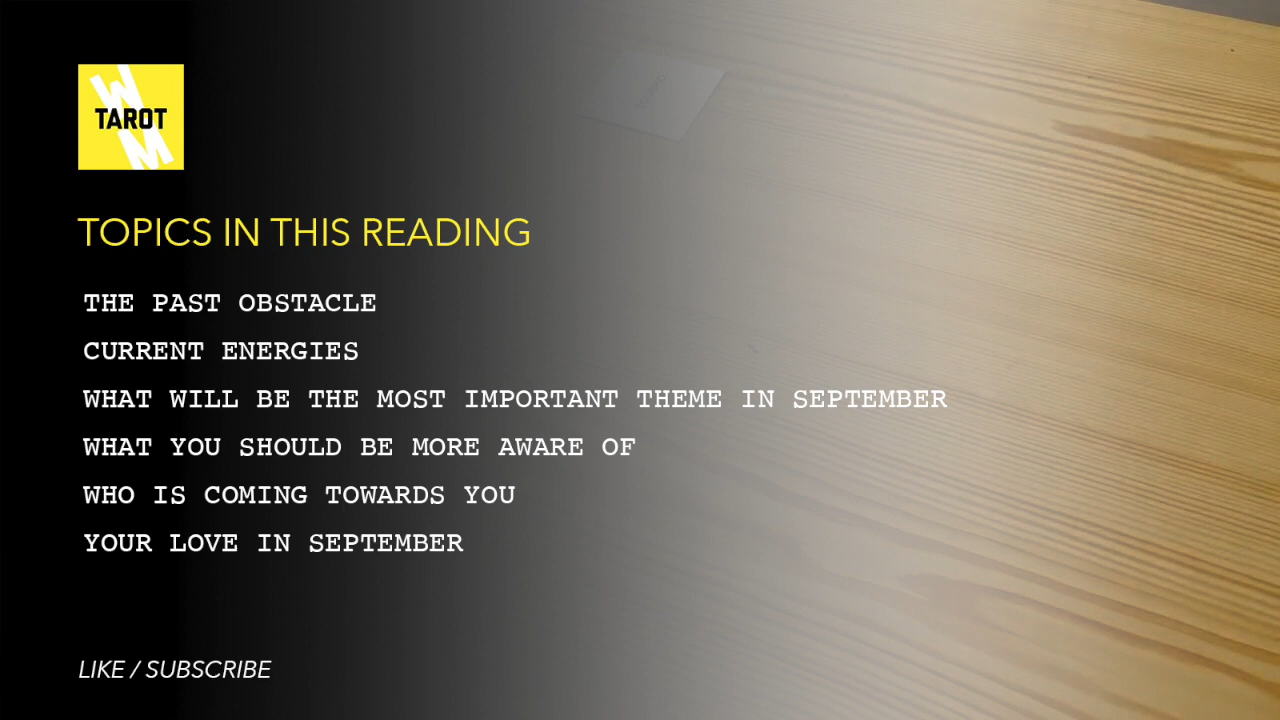 W
TAROT
M
TOPICS IN THIS READING
THE PAST OBSTACLE
CURRENT ENERGIES
WHAT WILL BE THE MOST IMPORTANT THEME IN SEPTEMBER
WHAT YOU SHOULD BE MORE AWARE OF
WHO IS COMING TOWARDS YOU
YOUR LOVE IN SEPTEMBER
LIKE / SUBSCRIBE